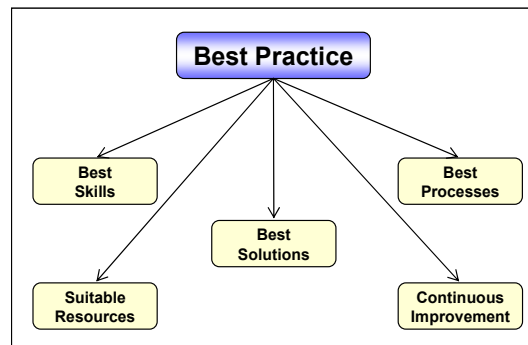 Best Practice
Best
Skills
Best
Processes
Best
Solutions
Suitable
Resources
Continuous
Improvement